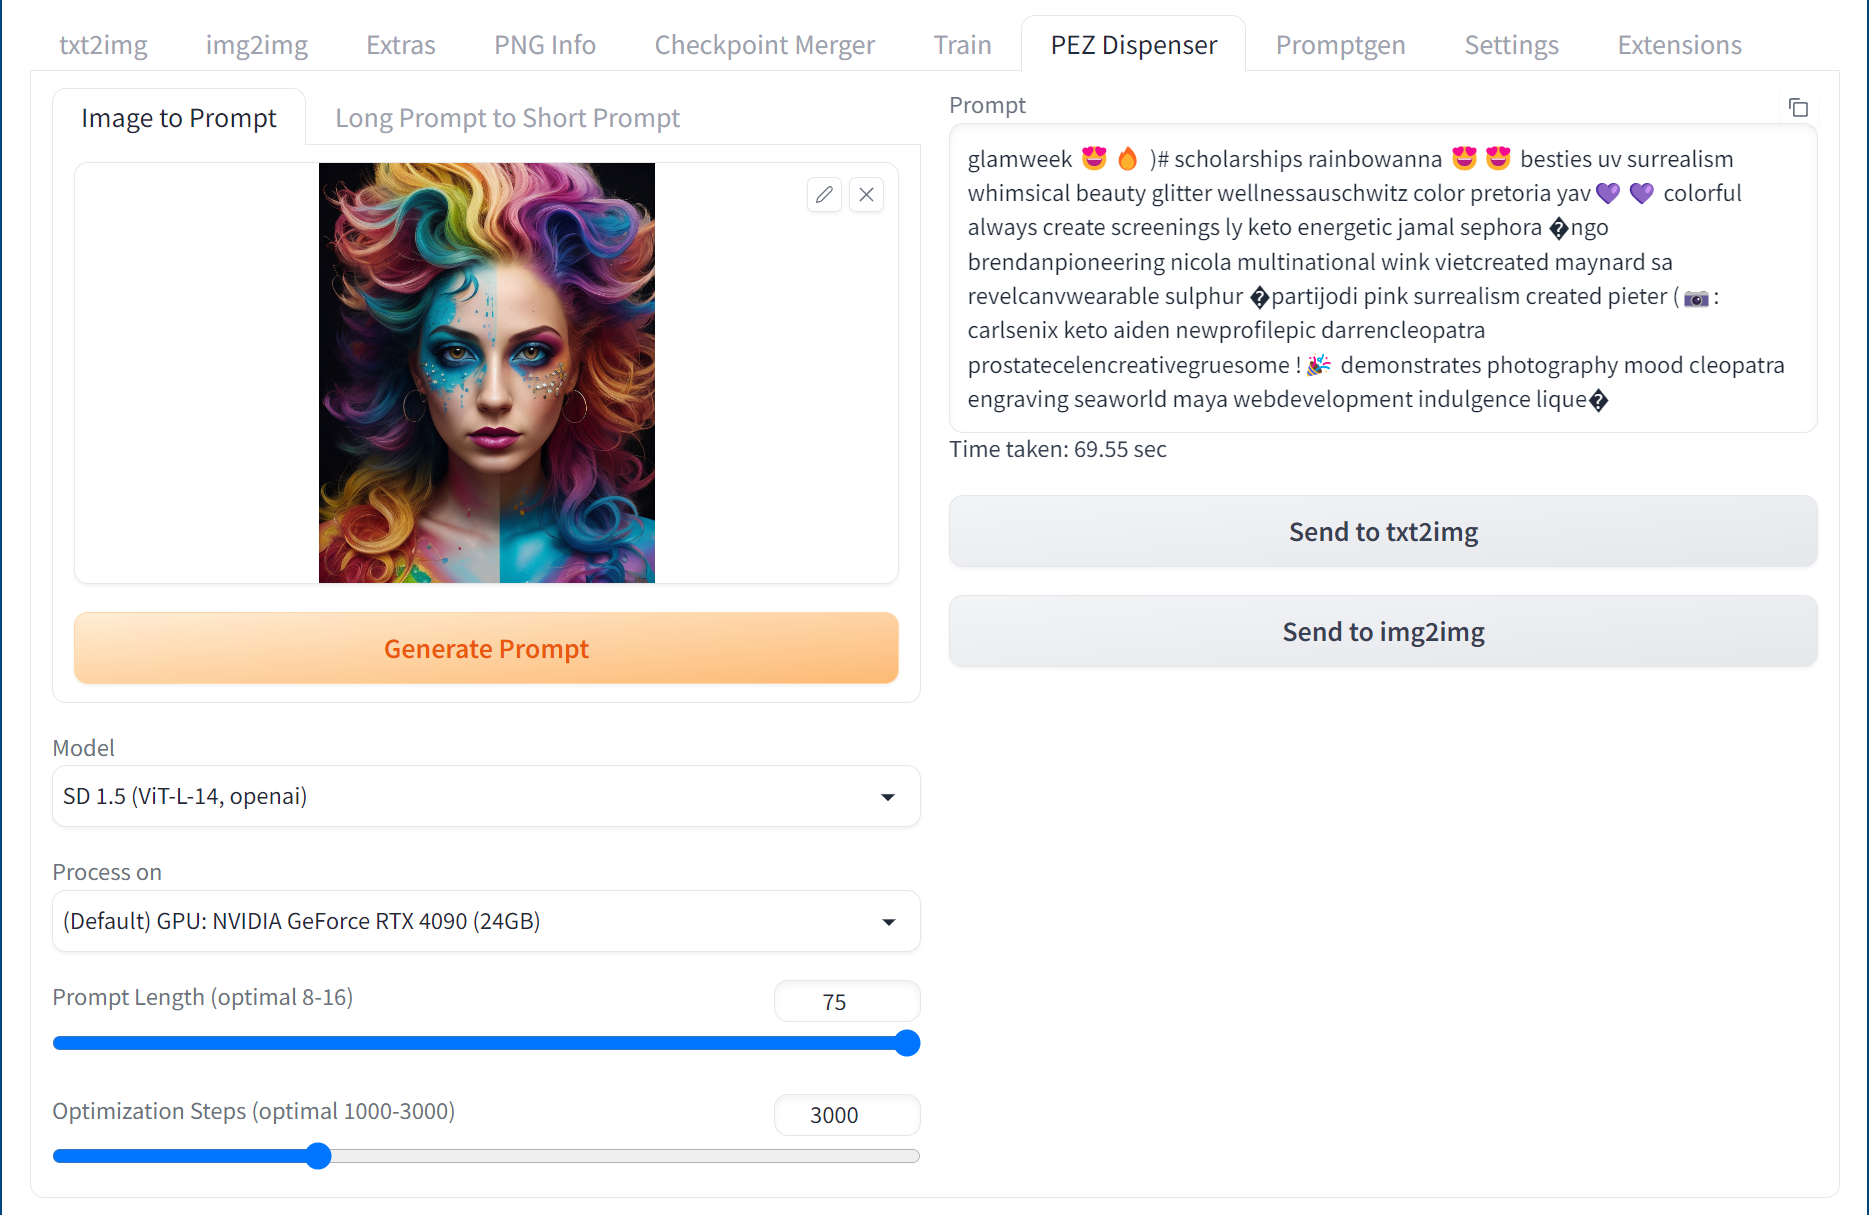 txt2img img2img Extras PNG Info Checkpoint Merger Train PEZ Dispenser Promptgen Settings Extensions
Image to Prompt Long Prompt to Short Prompt
Generate Prompt
Model
SD 1.5 (ViT-L-14, openai)
Process on
(Default) GPU: NVIDIA GeForce RTX 4090 (24GB)
Prompt Length (optimal 8-16)
75
Optimization Steps (optimal 1000-3000)
3000
Prompt
glamweek 😍 🔥 )# scholarships rainbowanna 😍 😍 besties uv surrealism
whimsical beauty glitter wellnessauschwitz color pretoria yav 💜 💜 colorful
always create screenings ly keto energetic jamal sephora �ngo
brendanpioneering nicola multinational wink vietcreated maynard sa
revelcanvwearable sulphur �partijodi pink surrealism created pieter ( 📷 :
carlsenix keto aiden newprofilepic darrencleopatra
prostatecelencreativegruesome ! 🎉 demonstrates photography mood cleopatra
engraving seaworld maya webdevelopment indulgence lique�
Time taken: 69.55 sec
Send to txt2img
Send to img2img